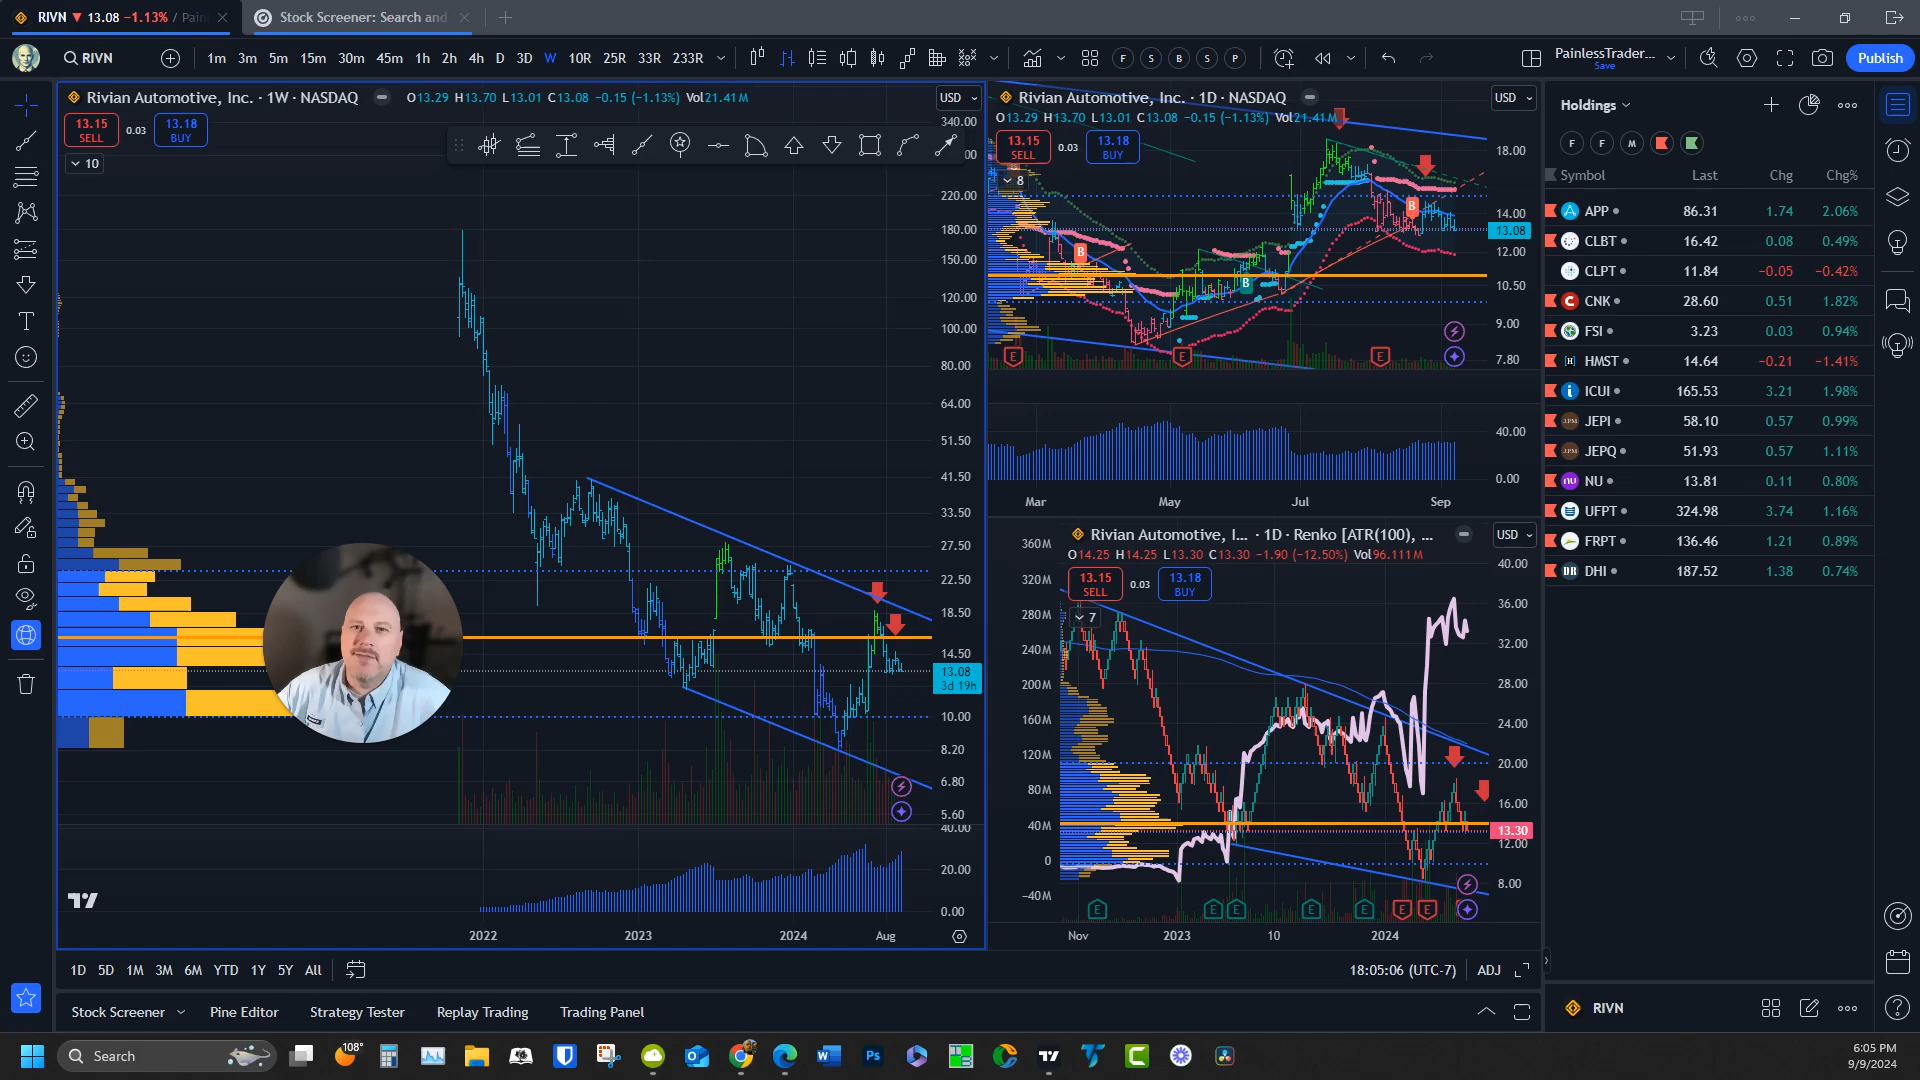 RIVN ▼ 13.08 −1.13% / Pain
Stock Screener: Search and
RIVN
1m 3m 5m 15m 30m 45m 1h 2h 4h D 3D W 10R 25R 33R 233R
F S B S P
PainlessTrader...
Save
Publish
Rivian Automotive, Inc. · 1W · NASDAQ
O13.29 H13.70 L13.01 C13.08 −0.15 (−1.13%) Vol21.41M
USD
13.15
SELL
0.03
13.18
BUY
10
340.00
220.00
180.00
150.00
120.00
100.00
80.00
64.00
51.50
41.50
33.50
27.50
22.50
18.50
14.50
13.08
3d 19h
10.00
8.20
6.80
5.60
40.00
20.00
0.00
2022 2023 2024 Aug
Rivian Automotive, Inc. · 1D · NASDAQ
USD
O13.29 H13.70 L13.01 C13.08 −0.15 (−1.13%) Vol21.41M
13.15
SELL
0.03
13.18
BUY
8
B
B
B
E E E
18.00
14.00
13.08
12.00
10.50
9.00
7.80
40.00
0.00
Mar May Jul Sep
Rivian Automotive, I... · 1D · Renko [ATR(100), ...
USD
O14.25 H14.25 L13.30 C13.30 −1.90 (−12.50%) Vol96.111M
13.15
SELL
0.03
13.18
BUY
7
360M
320M
280M
240M
200M
160M
120M
80M
40M
0
−40M
40.00
36.00
32.00
28.00
24.00
20.00
16.00
13.30
12.00
8.00
E E E E E E E
Nov 2023 10 2024
Holdings
F F M
Symbol Last Chg Chg%
APP 86.31 1.74 2.06%
CLBT 16.42 0.08 0.49%
CLPT 11.84 −0.05 −0.42%
CNK 28.60 0.51 1.82%
FSI 3.23 0.03 0.94%
HMST 14.64 −0.21 −1.41%
ICUI 165.53 3.21 1.98%
JEPI 58.10 0.57 0.99%
JEPQ 51.93 0.57 1.11%
NU 13.81 0.11 0.80%
UFPT 324.98 3.74 1.16%
FRPT 136.46 1.21 0.89%
DHI 187.52 1.38 0.74%
1D 5D 1M 3M 6M YTD 1Y 5Y All
18:05:06 (UTC-7) ADJ
Stock Screener Pine Editor Strategy Tester Replay Trading Trading Panel
RIVN
Search
108°
6:05 PM
9/9/2024